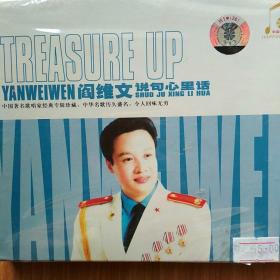 TREASURE UP
YANWEIWEN 阎维文 说句心里话
SHUO JU XING LI HUA
中国著名歌唱家经典专辑珍藏，中华名歌传久盛名，令人回味无穷
YANWEIWEN